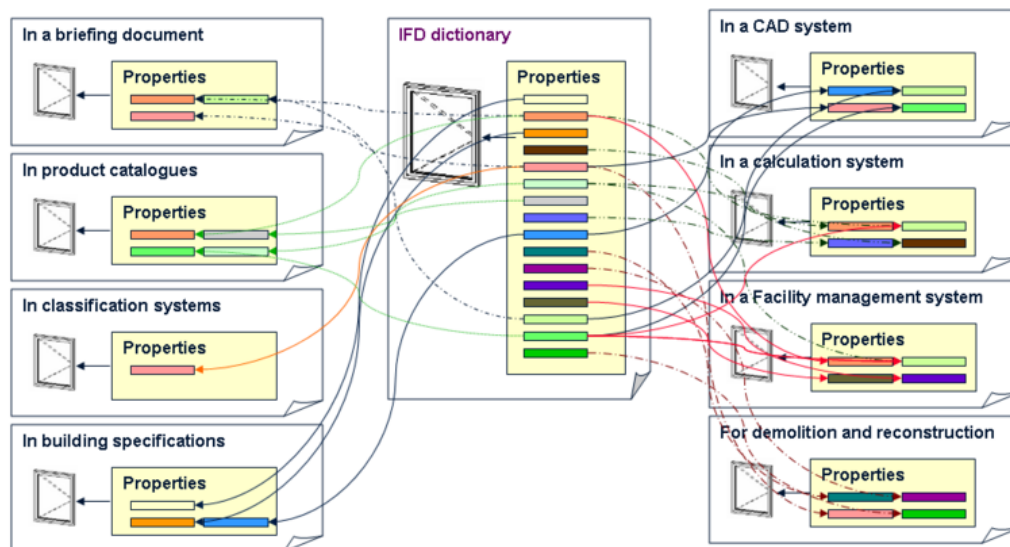 In a briefing document
Properties
In product catalogues
Properties
In classification systems
Properties
In building specifications
Properties
IFD dictionary
Properties
In a CAD system
Properties
In a calculation system
Properties
In a Facility management system
Properties
For demolition and reconstruction
Properties